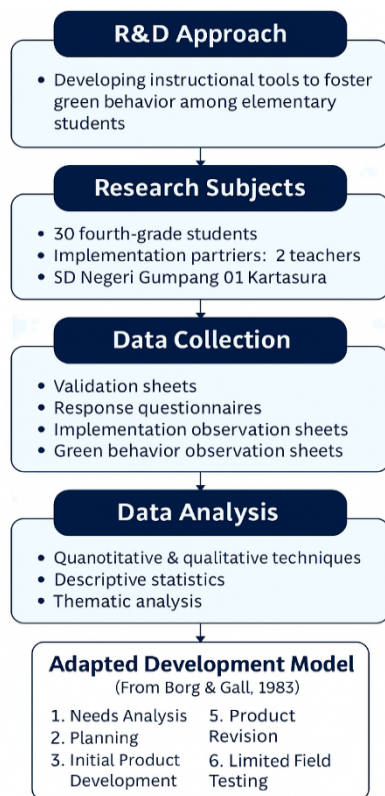 R&D Approach
• Developing instructional tools to foster
green behavior among elementary
students
Research Subjects
• 30 fourth-grade students
• Implementation partriers: 2 teachers
• SD Negeri Gumpang 01 Kartasura
Data Collection
• Validation sheets
• Response questionnaires
• Implementation observation sheets
• Green behavior observation sheets
Data Analysis
• Quanotitative & qualitative techniques
• Descriptive statistics
• Thematic analysis
Adapted Development Model
(From Borg & Gall, 1983)
1. Needs Analysis
2. Planning
3. Initial Product
Development
5. Product
Revision
6. Limited Field
Testing